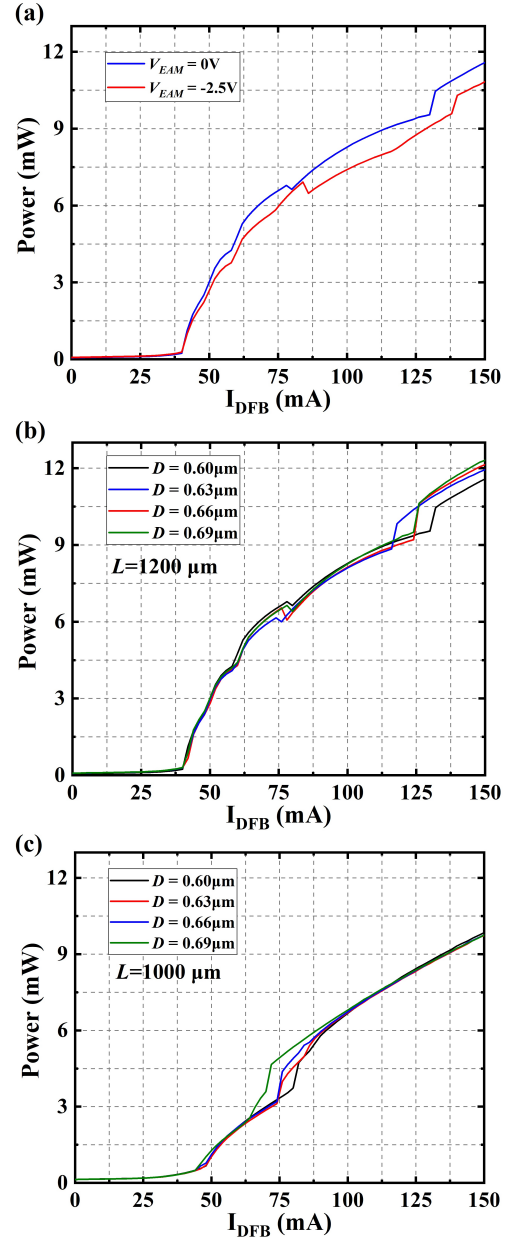 (a)
V_EAM = 0V
V_EAM = -2.5V
12
9
6
3
0
Power (mW)
0 25 50 75 100 125 150
I_DFB (mA)
(b)
D = 0.60μm
D = 0.63μm
D = 0.66μm
D = 0.69μm
L=1200 μm
12
9
6
3
0
Power (mW)
0 25 50 75 100 125 150
I_DFB (mA)
(c)
D = 0.60μm
D = 0.63μm
D = 0.66μm
D = 0.69μm
L=1000 μm
12
9
6
3
0
Power (mW)
0 25 50 75 100 125 150
I_DFB (mA)